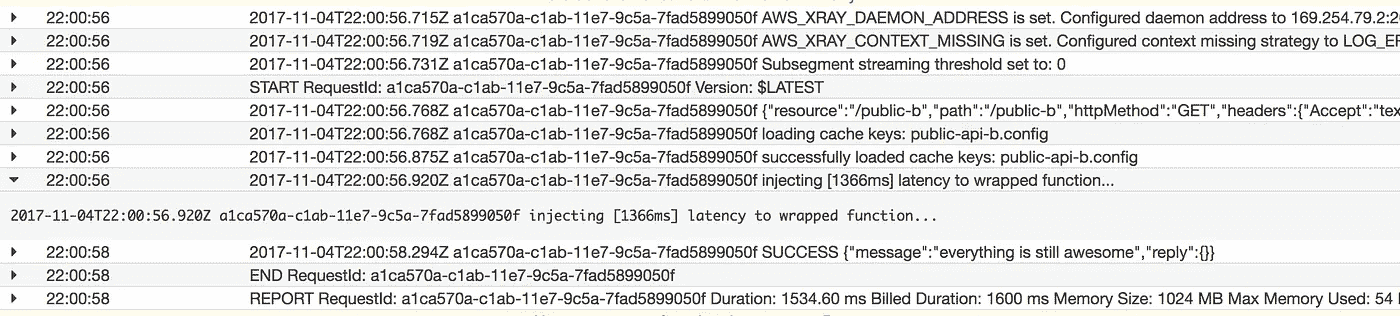 22:00:56 2017-11-04T22:00:56.715Z a1ca570a-c1ab-11e7-9c5a-7fad5899050f AWS_XRAY_DAEMON_ADDRESS is set. Configured daemon address to 169.254.79.2:2
22:00:56 2017-11-04T22:00:56.719Z a1ca570a-c1ab-11e7-9c5a-7fad5899050f AWS_XRAY_CONTEXT_MISSING is set. Configured context missing strategy to LOG_ER
22:00:56 2017-11-04T22:00:56.731Z a1ca570a-c1ab-11e7-9c5a-7fad5899050f Subsegment streaming threshold set to: 0
22:00:56 START RequestId: a1ca570a-c1ab-11e7-9c5a-7fad5899050f Version: $LATEST
22:00:56 2017-11-04T22:00:56.768Z a1ca570a-c1ab-11e7-9c5a-7fad5899050f {"resource":"/public-b","path":"/public-b","httpMethod":"GET","headers":{"Accept":"tex
22:00:56 2017-11-04T22:00:56.768Z a1ca570a-c1ab-11e7-9c5a-7fad5899050f loading cache keys: public-api-b.config
22:00:56 2017-11-04T22:00:56.875Z a1ca570a-c1ab-11e7-9c5a-7fad5899050f successfully loaded cache keys: public-api-b.config
22:00:56 2017-11-04T22:00:56.920Z a1ca570a-c1ab-11e7-9c5a-7fad5899050f injecting [1366ms] latency to wrapped function...
2017-11-04T22:00:56.920Z a1ca570a-c1ab-11e7-9c5a-7fad5899050f injecting [1366ms] latency to wrapped function...
22:00:58 2017-11-04T22:00:58.294Z a1ca570a-c1ab-11e7-9c5a-7fad5899050f SUCCESS {"message":"everything is still awesome","reply":{}}
22:00:58 END RequestId: a1ca570a-c1ab-11e7-9c5a-7fad5899050f
22:00:58 REPORT RequestId: a1ca570a-c1ab-11e7-9c5a-7fad5899050f Duration: 1534.60 ms Billed Duration: 1600 ms Memory Size: 1024 MB Max Memory Used: 54